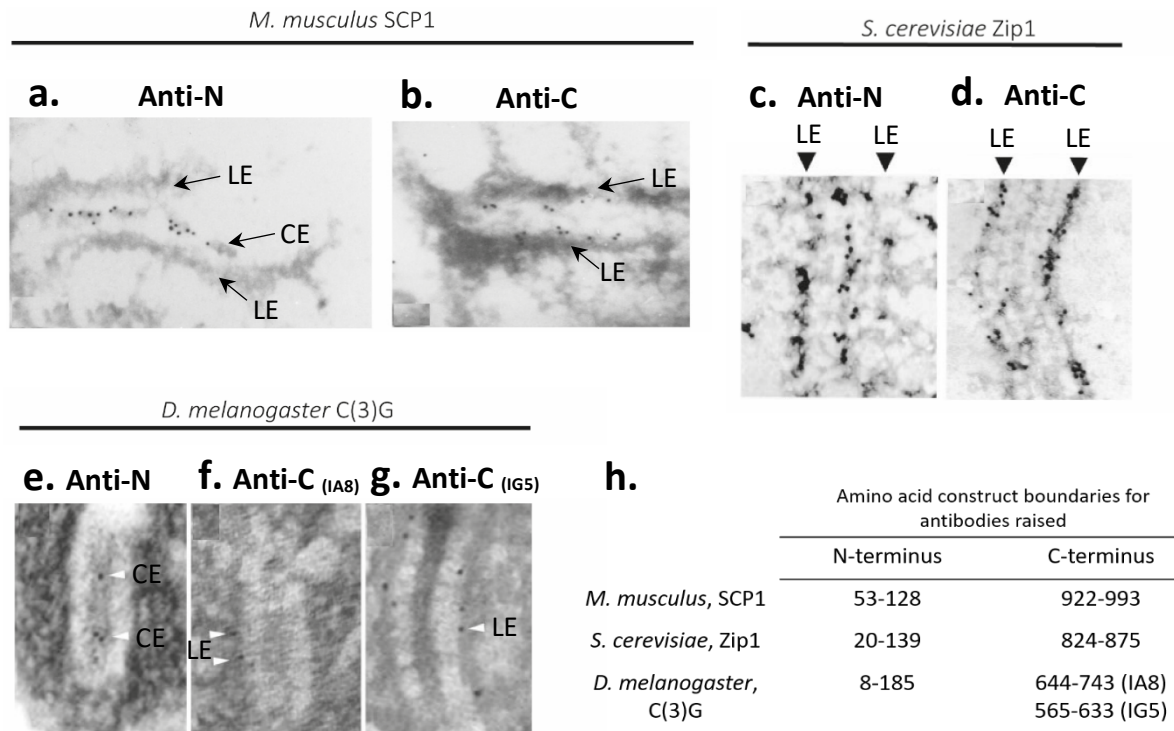 M. musculus SCP1
a. Anti-N
b. Anti-C
LE
CE
LE
LE
LE
S. cerevisiae Zip1
c. Anti-N
d. Anti-C
LE LE
LE LE
D. melanogaster C(3)G
e. Anti-N
f. Anti-C (IA8)
g. Anti-C (IG5)
CE
CE
LE
LE
h.
Amino acid construct boundaries for
antibodies raised
N-terminus C-terminus
M. musculus, SCP1 53-128 922-993
S. cerevisiae, Zip1 20-139 824-875
D. melanogaster, 8-185 644-743 (IA8)
C(3)G 565-633 (IG5)